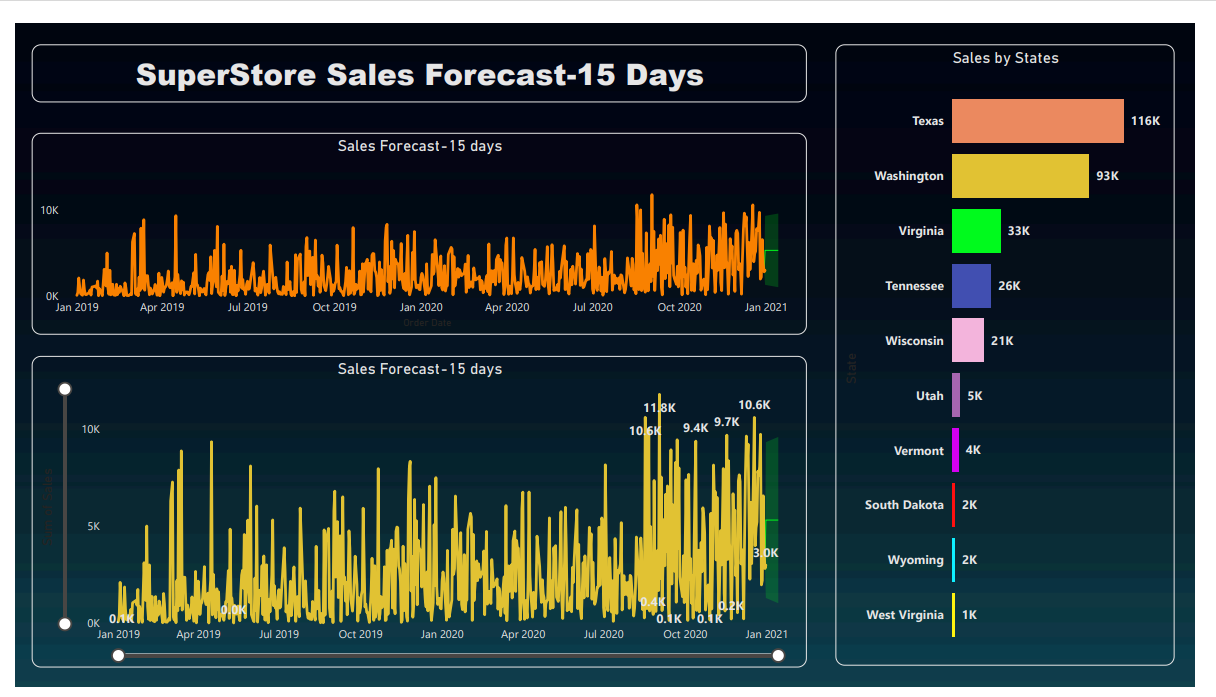 SuperStore Sales Forecast-15 Days
Sales Forecast-15 days
10K
0K
Jan 2019 Apr 2019 Jul 2019 Oct 2019 Jan 2020 Apr 2020 Jul 2020 Oct 2020 Jan 2021
Order Date
Sales Forecast-15 days
10K
5K
0K
11.8K
10.6K
10.6K
9.4K
9.7K
3.0K
0.1K
0.0K
0.4K
0.1K
0.1K
0.2K
Jan 2019 Apr 2019 Jul 2019 Oct 2019 Jan 2020 Apr 2020 Jul 2020 Oct 2020 Jan 2021
Sales by States
State
Texas 116K
Washington 93K
Virginia 33K
Tennessee 26K
Wisconsin 21K
Utah 5K
Vermont 4K
South Dakota 2K
Wyoming 2K
West Virginia 1K